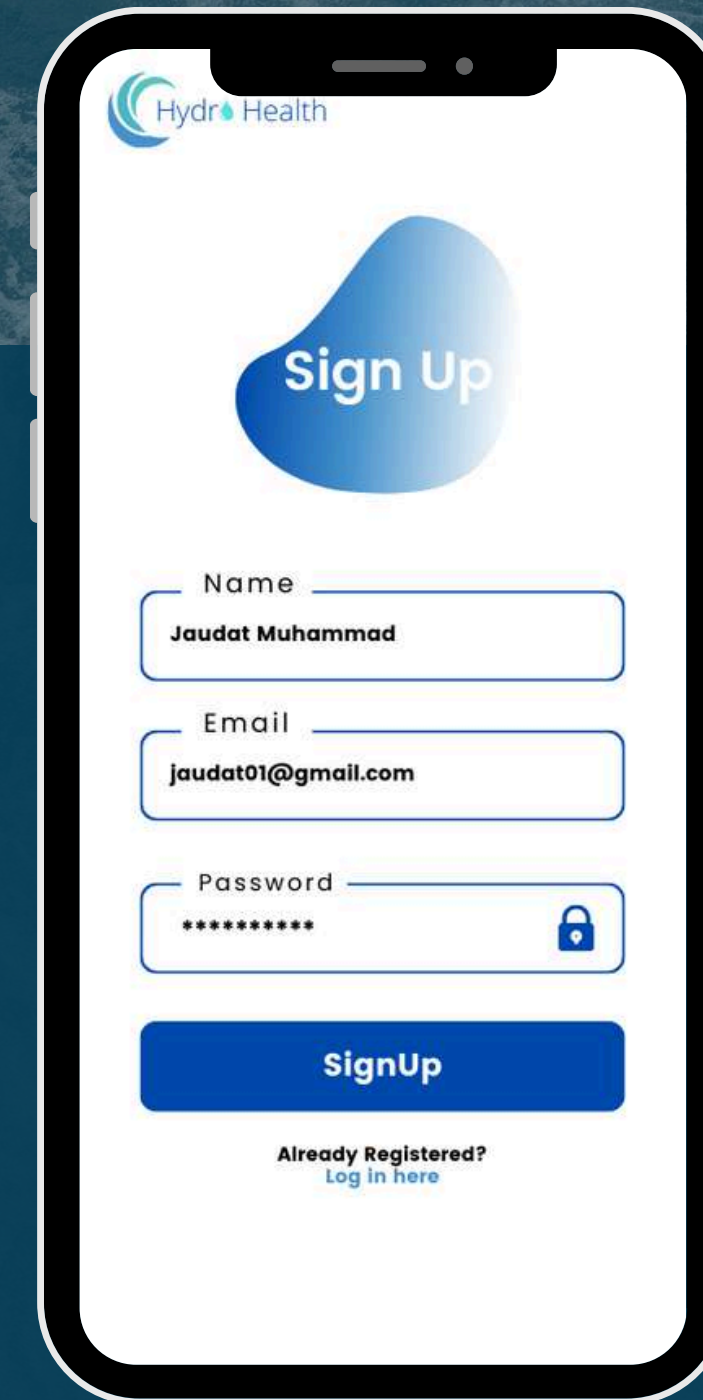 Hydro Health
Sign Up
Name
Jaudat Muhammad
Email
jaudat01@gmail.com
Password
**********
SignUp
Already Registered?
Log in here